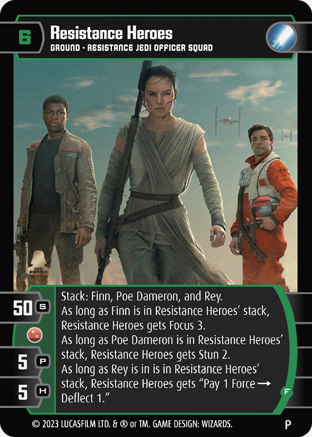 6
Resistance Heroes
GROUND - RESISTANCE JEDI OFFICER SQUAD
50 S
5 P
5 H
Stack: Finn, Poe Dameron, and Rey.
As long as Finn is in Resistance Heroes' stack,
Resistance Heroes gets Focus 3.
As long as Poe Dameron is in Resistance Heroes'
stack, Resistance Heroes gets Stun 2.
As long as Rey is in is in Resistance Heroes'
stack, Resistance Heroes gets "Pay 1 Force →
Deflect 1."
F
© 2023 LUCASFILM LTD. & ® or TM. GAME DESIGN: WIZARDS.
P